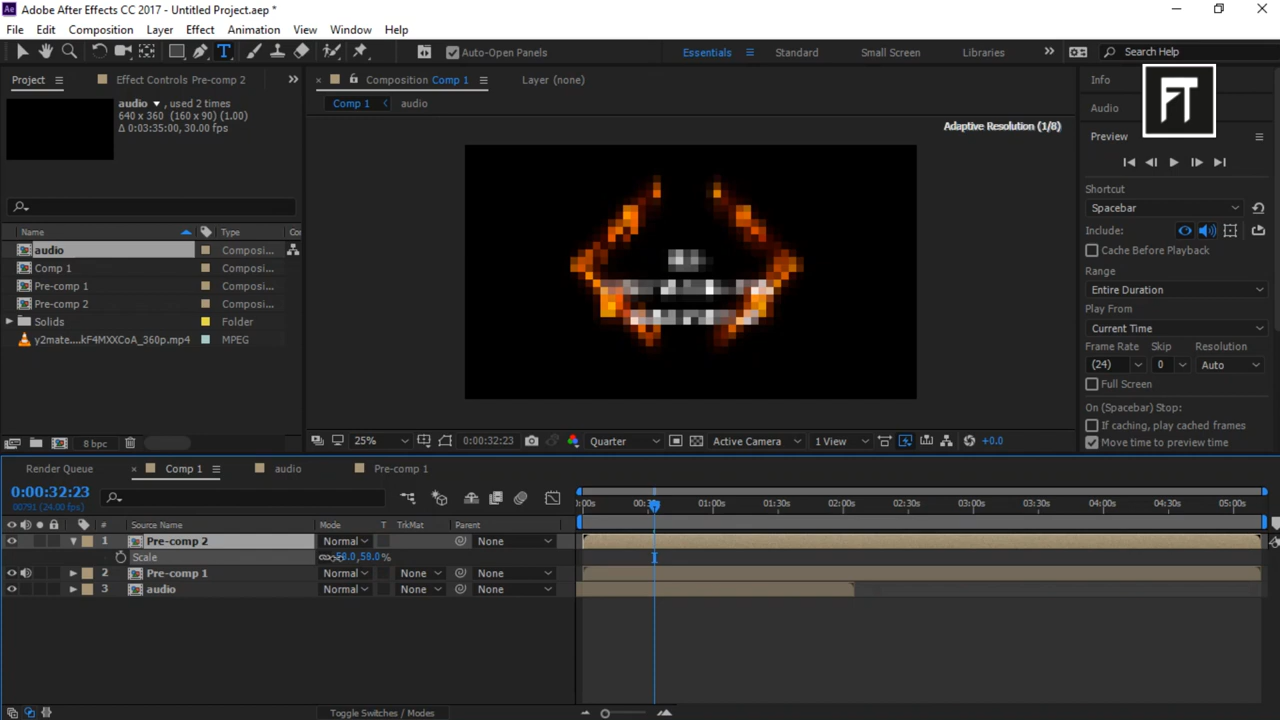 Adobe After Effects CC 2017 - Untitled Project.aep *
File Edit Composition Layer Effect Animation View Window Help
Auto-Open Panels
Essentials Standard Small Screen Libraries Search Help
Project Effect Controls Pre-comp 2
Composition Comp 1 Layer (none)
Info
FT
audio , used 2 times
640 x 360 (160 x 90) (1.00)
Δ 0:03:35:00, 30.00 fps
Comp 1 audio
Audio
Adaptive Resolution (1/8)
Preview
Shortcut
Spacebar
Name Type Co
audio Composi...
Comp 1 Composi...
Pre-comp 1 Composi...
Pre-comp 2 Composi...
Solids Folder
y2mate....kF4MXXCoA_360p.mp4 MPEG
Include:
Cache Before Playback
Range
Entire Duration
Play From
Current Time
Frame Rate Skip Resolution
(24) 0 Auto
Full Screen
On (Spacebar) Stop:
If caching, play cached frames
Move time to preview time
8 bpc
25% 0:00:32:23 Quarter Active Camera 1 View +0.0
Render Queue Comp 1 audio Pre-comp 1
0:00:32:23
00791 (24.00 fps)
:00s 00:3 01:00s 01:30s 02:00s 02:30s 03:00s 03:30s 04:00s 04:30s 05:00s
# Source Name Mode T TrkMat Parent
1 Pre-comp 2 Normal None
Scale 59.0,59.0%
2 Pre-comp 1 Normal None None
3 audio Normal None None
Toggle Switches / Modes